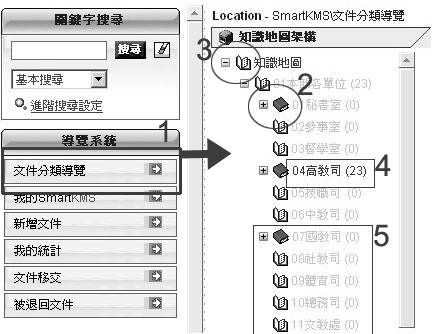 關鍵字搜尋
搜尋
基本搜尋
進階搜尋設定
導覽系統
1
文件分類導覽
我的SmartKMS
新增文件
我的統計
文件移交
被退回文件
Location - SmartKMS\文件分類導覽
知識地圖架構
3
知識地圖
01本部各單位 (23)
2
01秘書室 (0)
02參事室 (0)
03督學室 (0)
04高教司 (23)
4
05技職司 (0)
06中教司 (0)
07國教司 (0)
5
08社教司 (0)
09體育司 (0)
10總務司 (0)
11文教處 (0)